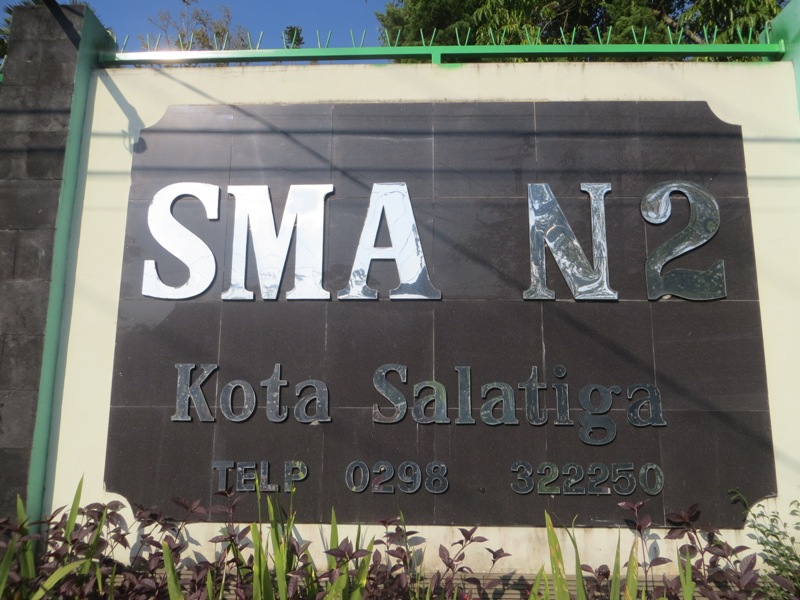 SMA N2
Kota Salatiga
TELP 0298 322250